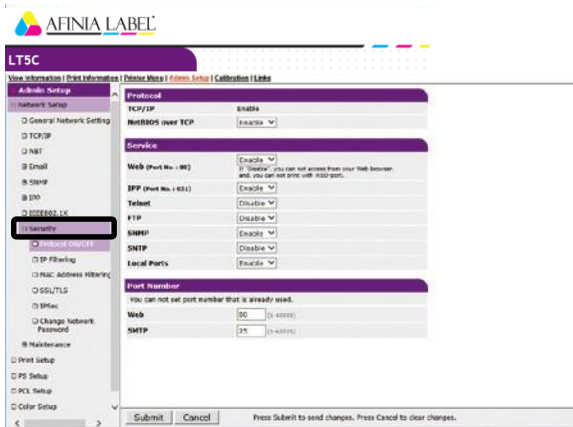 AFINIA LABEL
LT5C
View Information | Print Information | Printer Menu | Admin Setup | Calibration | Links
Admin Setup
Network Setup
General Network Setting
TCP/IP
NBT
Email
SNMP
IPP
IEEE802.1X
Security
Protocol ON/OFF
IP Filtering
MAC Address Filtering
SSL/TLS
IPSec
Change Network
Password
Maintenance
Print Setup
PS Setup
PCL Setup
Color Setup
Protocol
TCP/IP Enable
NetBIOS over TCP Enable
Service
Web (Port No. : 80) Enable
If "Disable", you can not access from your Web browser.
and, you can not print with WSD-port.
IPP (Port No. : 631) Enable
Telnet Disable
FTP Disable
SNMP Enable
SNTP Disable
Local Ports Enable
Port Number
You can not set port number that is already used.
Web 80
SMTP 25
Submit Cancel Press Submit to send changes. Press Cancel to clear changes.